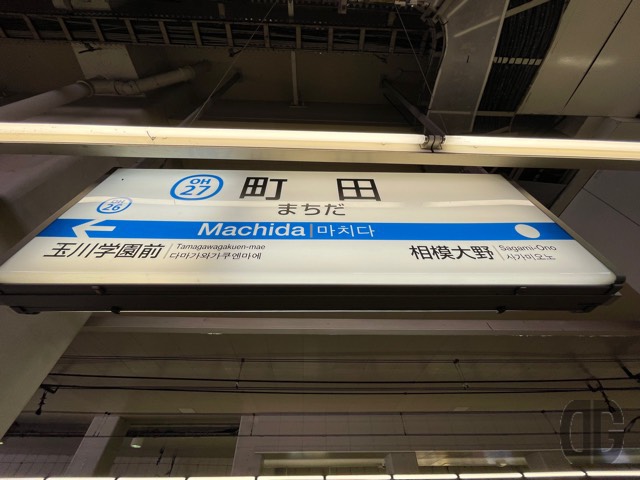 OH
27
町田
まちだ
OH
26
Machida 마치다
玉川学園前 Tamagawagakuen-mae
다마가와가쿠엔마에
相模大野 Sagami-Ono
사가미오노
DG